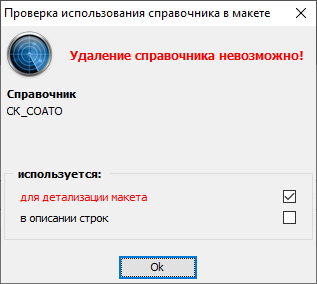 Проверка использования справочника в макете
Удаление справочника невозможно!
Справочник
СК_СОАТО
используется:
для детализации макета
в описании строк
Ok